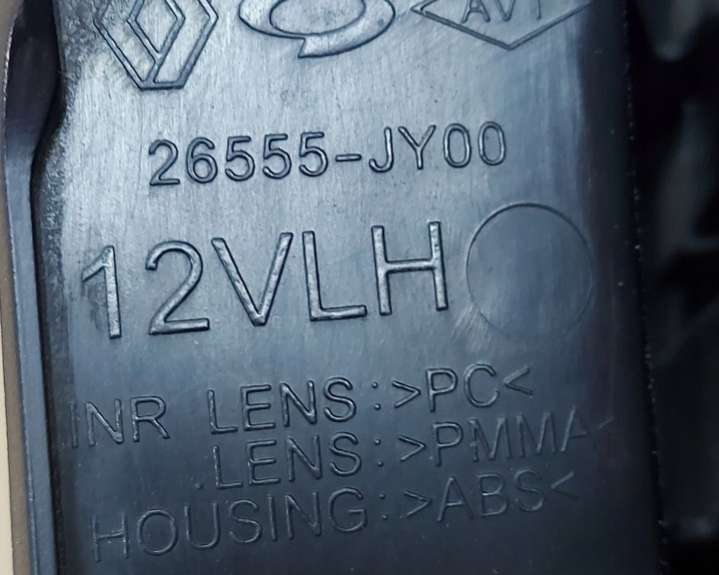 26555-JY00
12VLH
INR LENS:>PC<
.LENS:>PMMA<
HOUSING:>ABS<